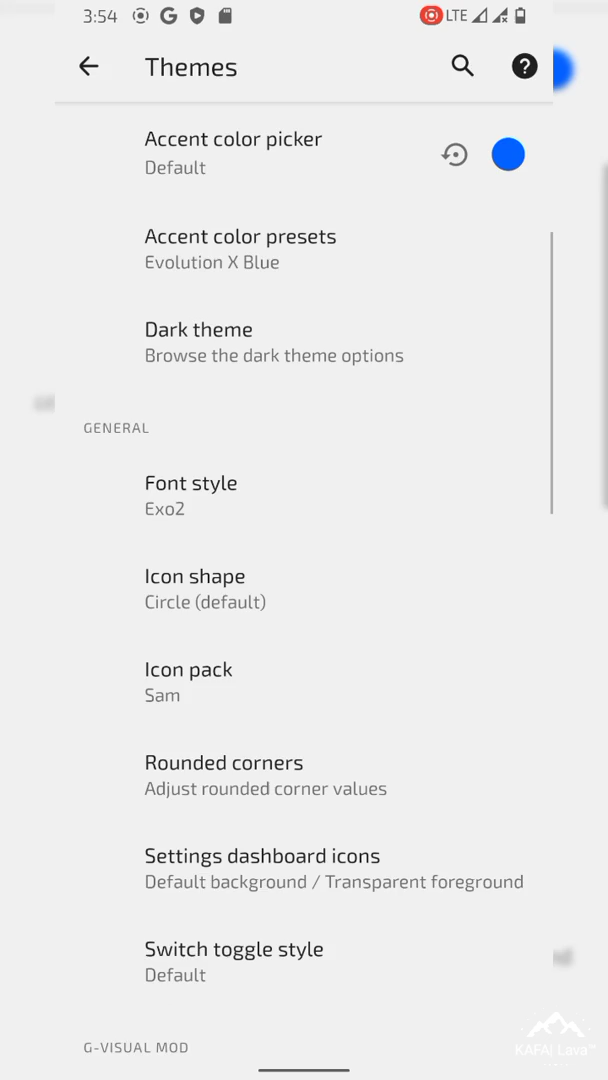 3:54
LTE
Themes
Accent color picker
Default
Accent color presets
Evolution X Blue
Dark theme
Browse the dark theme options
GENERAL
Font style
Exo2
Icon shape
Circle (default)
Icon pack
Sam
Rounded corners
Adjust rounded corner values
Settings dashboard icons
Default background / Transparent foreground
Switch toggle style
Default
G-VISUAL MOD
KAFA! Lava™